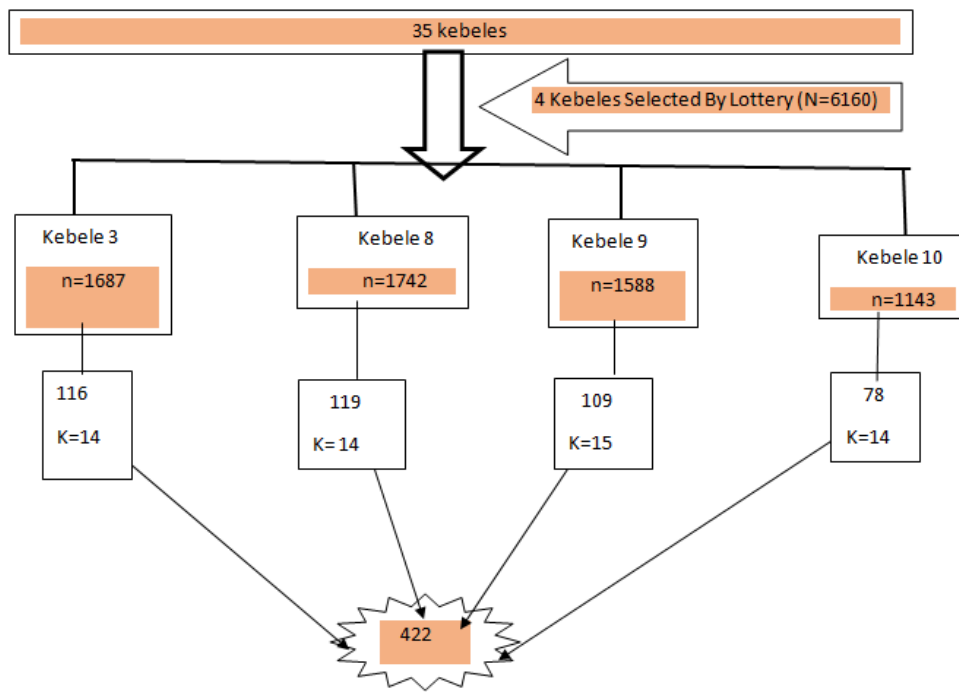 35 kebeles
4 Kebeles Selected By Lottery (N=6160)
Kebele 3
n=1687
Kebele 8
n=1742
Kebele 9
n=1588
Kebele 10
n=1143
116
K=14
119
K= 14
109
K=15
78
K=14
422